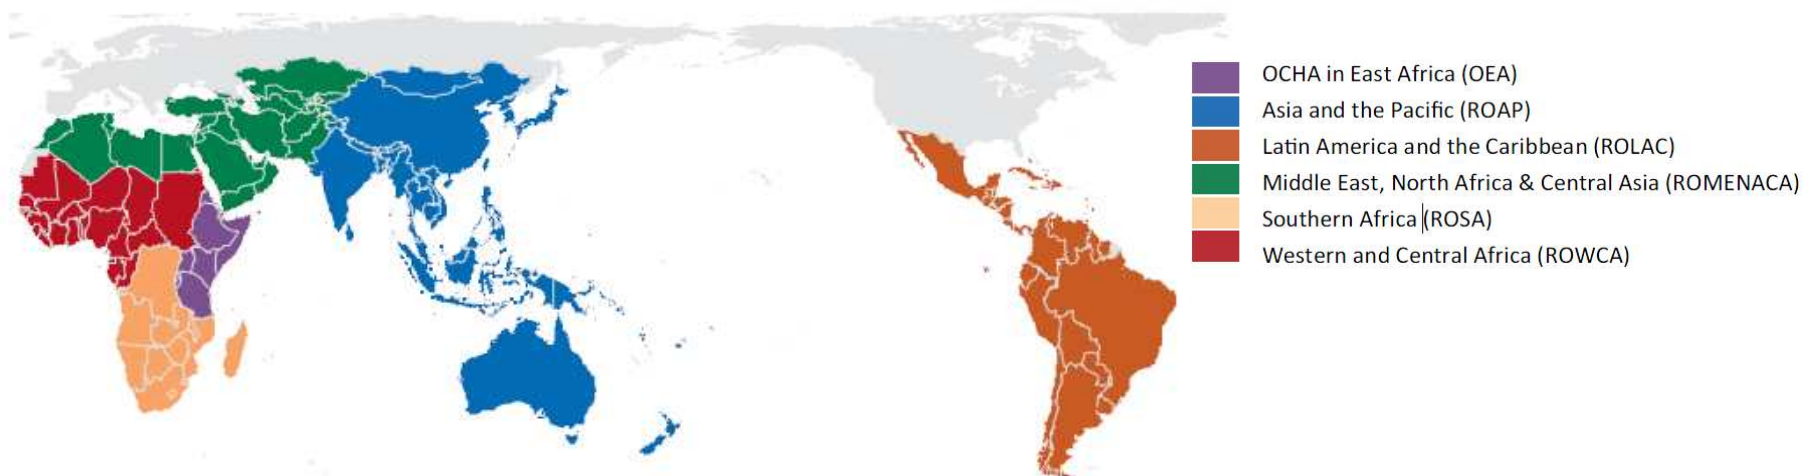 OCHA in East Africa (OEA)
Asia and the Pacific (ROAP)
Latin America and the Caribbean (ROLAC)
Middle East, North Africa & Central Asia (ROMENACA)
Southern Africa (ROSA)
Western and Central Africa (ROWCA)